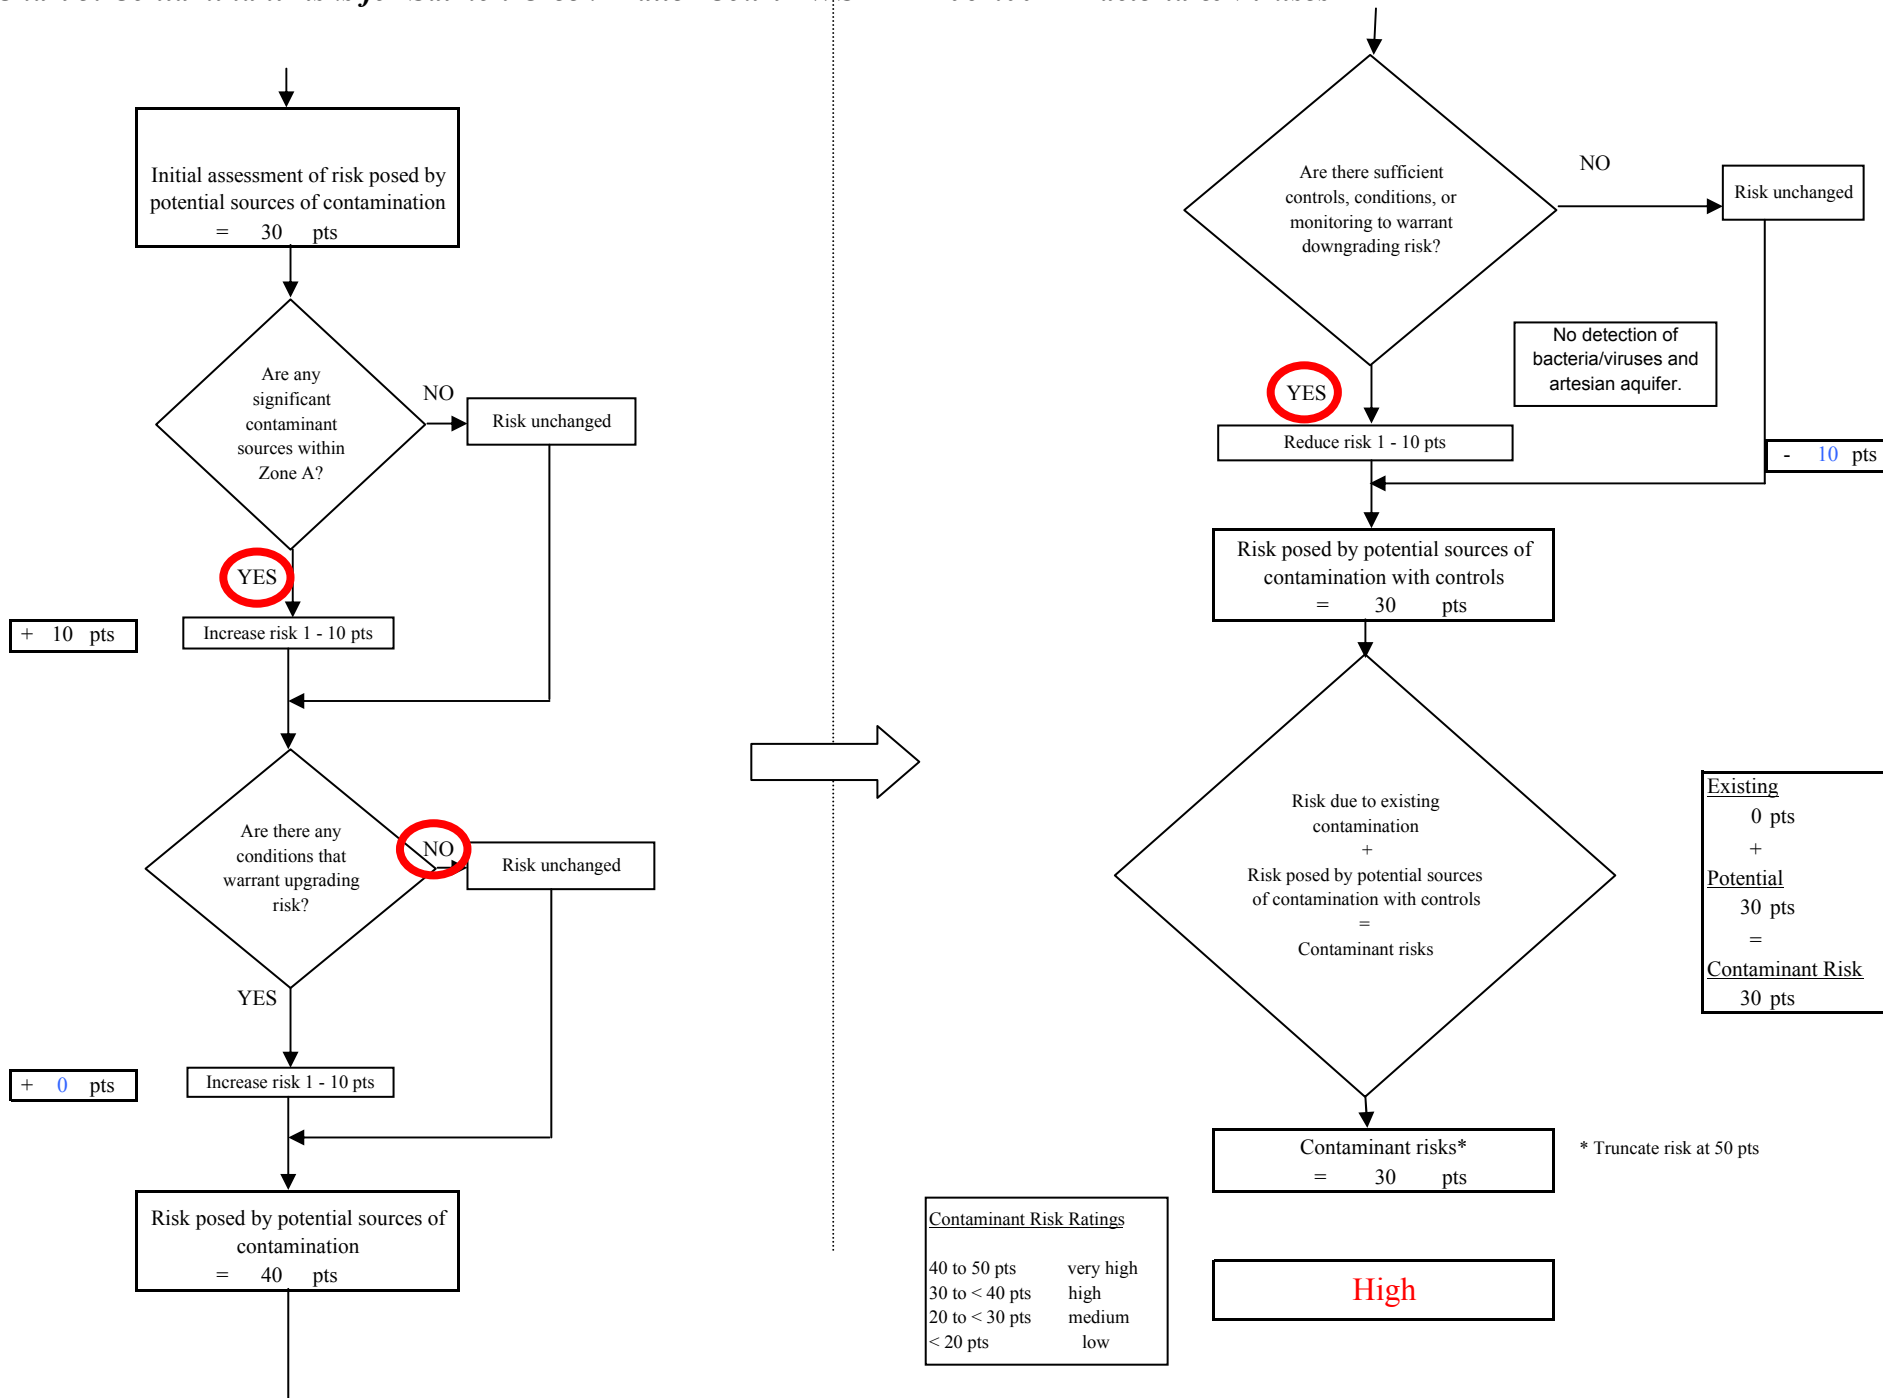 Initial assessment of risk posed by
potential sources of contamination
= 30 pts
Are any
significant
contaminant
sources within
Zone A?
NO
Risk unchanged
YES
+ 10 pts
Increase risk 1 - 10 pts
Are there any
conditions that
warrant upgrading
risk?
NO
Risk unchanged
YES
+ 0 pts
Increase risk 1 - 10 pts
Risk posed by potential sources of
contamination
= 40 pts
Are there sufficient
controls, conditions, or
monitoring to warrant
downgrading risk?
NO
Risk unchanged
No detection of
bacteria/viruses and
artesian aquifer.
YES
Reduce risk 1 - 10 pts
- 10 pts
Risk posed by potential sources of
contamination with controls
= 30 pts
Risk due to existing
contamination
+
Risk posed by potential sources
of contamination with controls
=
Contaminant risks
Existing
0 pts
+
Potential
30 pts
=
Contaminant Risk
30 pts
Contaminant risks*
= 30 pts
* Truncate risk at 50 pts
Contaminant Risk Ratings
40 to 50 pts very high
30 to < 40 pts high
20 to < 30 pts medium
< 20 pts low
High